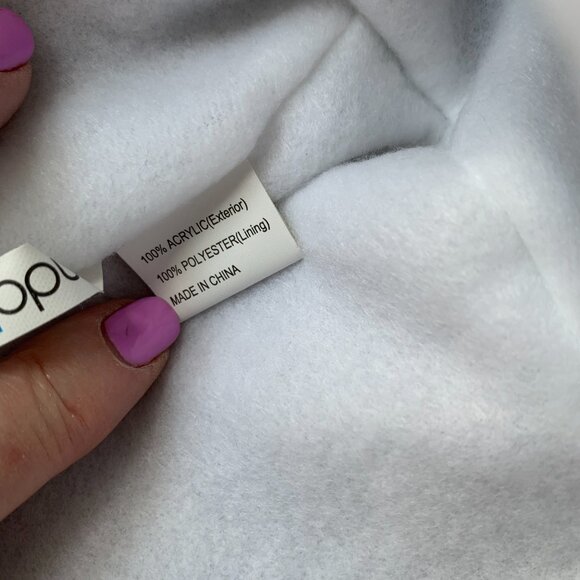 100% ACRYLIC(Exterior)
100% POLYESTER(Lining)
MADE IN CHINA